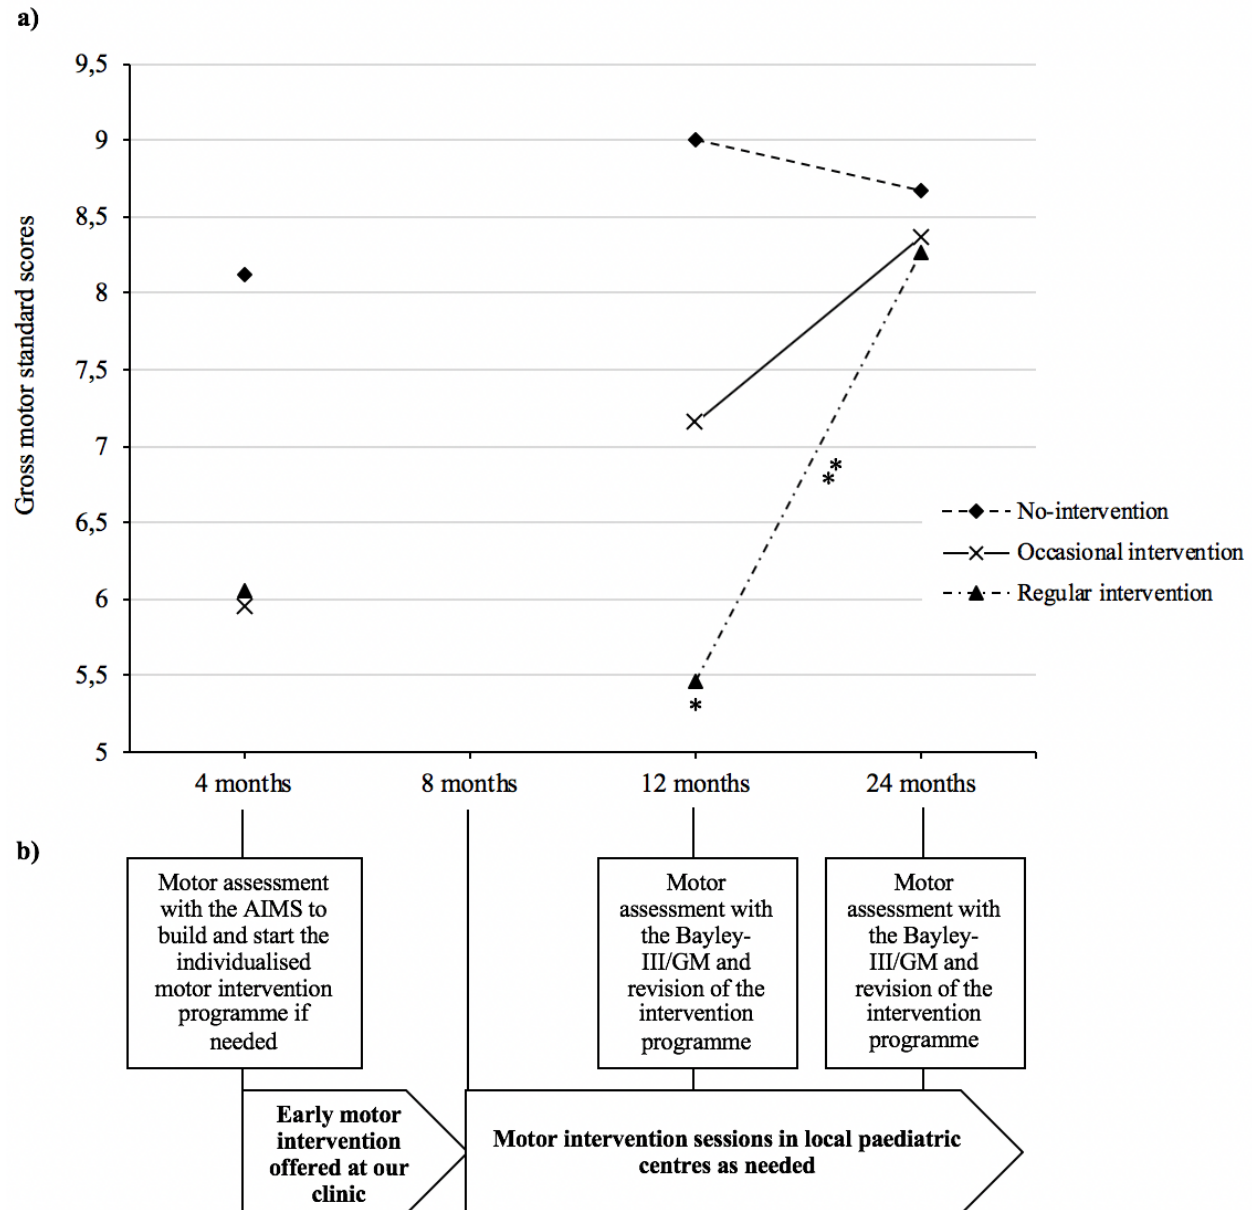 a)
9,5
9
8,5
8
7,5
7
6,5
6
5,5
5
Gross motor standard scores
*
*
*
No-intervention
Occasional intervention
Regular intervention
4 months
8 months
12 months
24 months
b)
Motor assessment
with the AIMS to
build and start the
individualised
motor intervention
programme if
needed
Motor
assessment with
the Bayley-
III/GM and
revision of the
intervention
programme
Motor
assessment with
the Bayley-
III/GM and
revision of the
intervention
programme
Early motor
intervention
offered at our
clinic
Motor intervention sessions in local paediatric
centres as needed